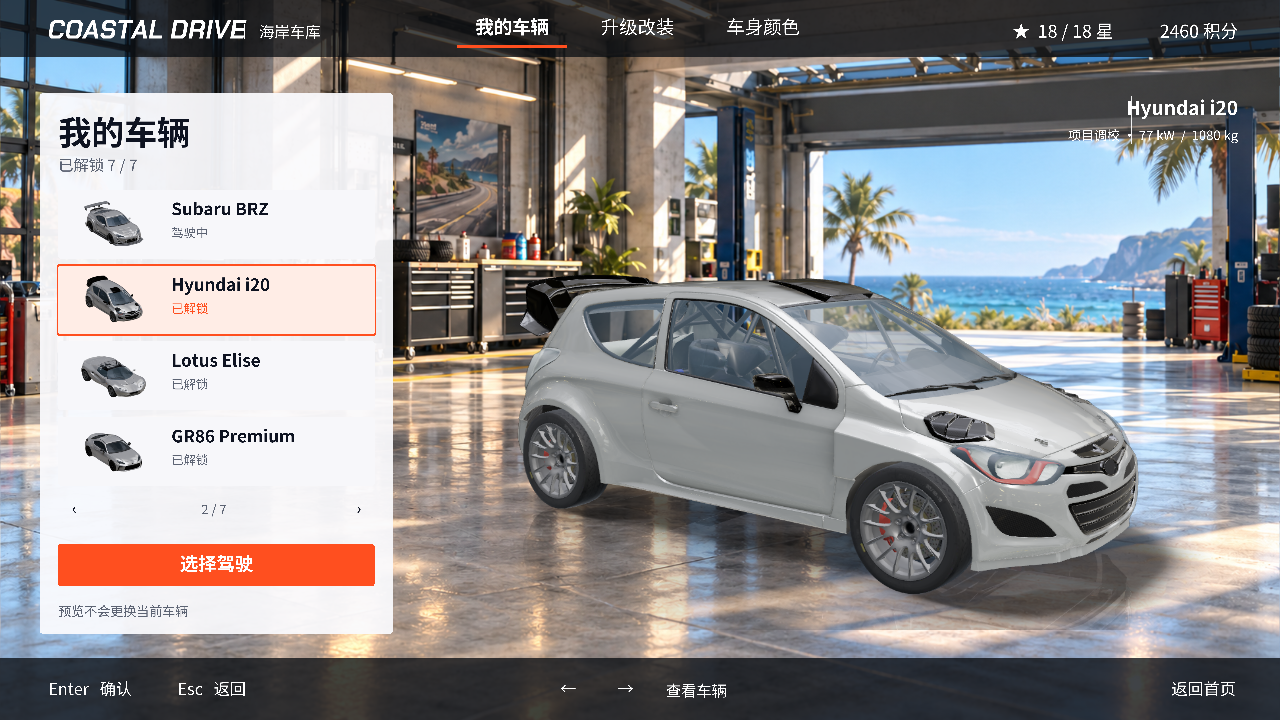 COASTAL DRIVE 海岸车库
我的车辆
升级改装
车身颜色
★ 18 / 18 星
2460 积分
我的车辆
已解锁 7 / 7
Subaru BRZ
驾驶中
Hyundai i20
已解锁
Lotus Elise
已解锁
GR86 Premium
已解锁
‹ 2 / 7 ›
选择驾驶
预览不会更换当前车辆
Hyundai i20
项目调校 · 77 kW / 1080 kg
Enter 确认
Esc 返回
← → 查看车辆
返回首页